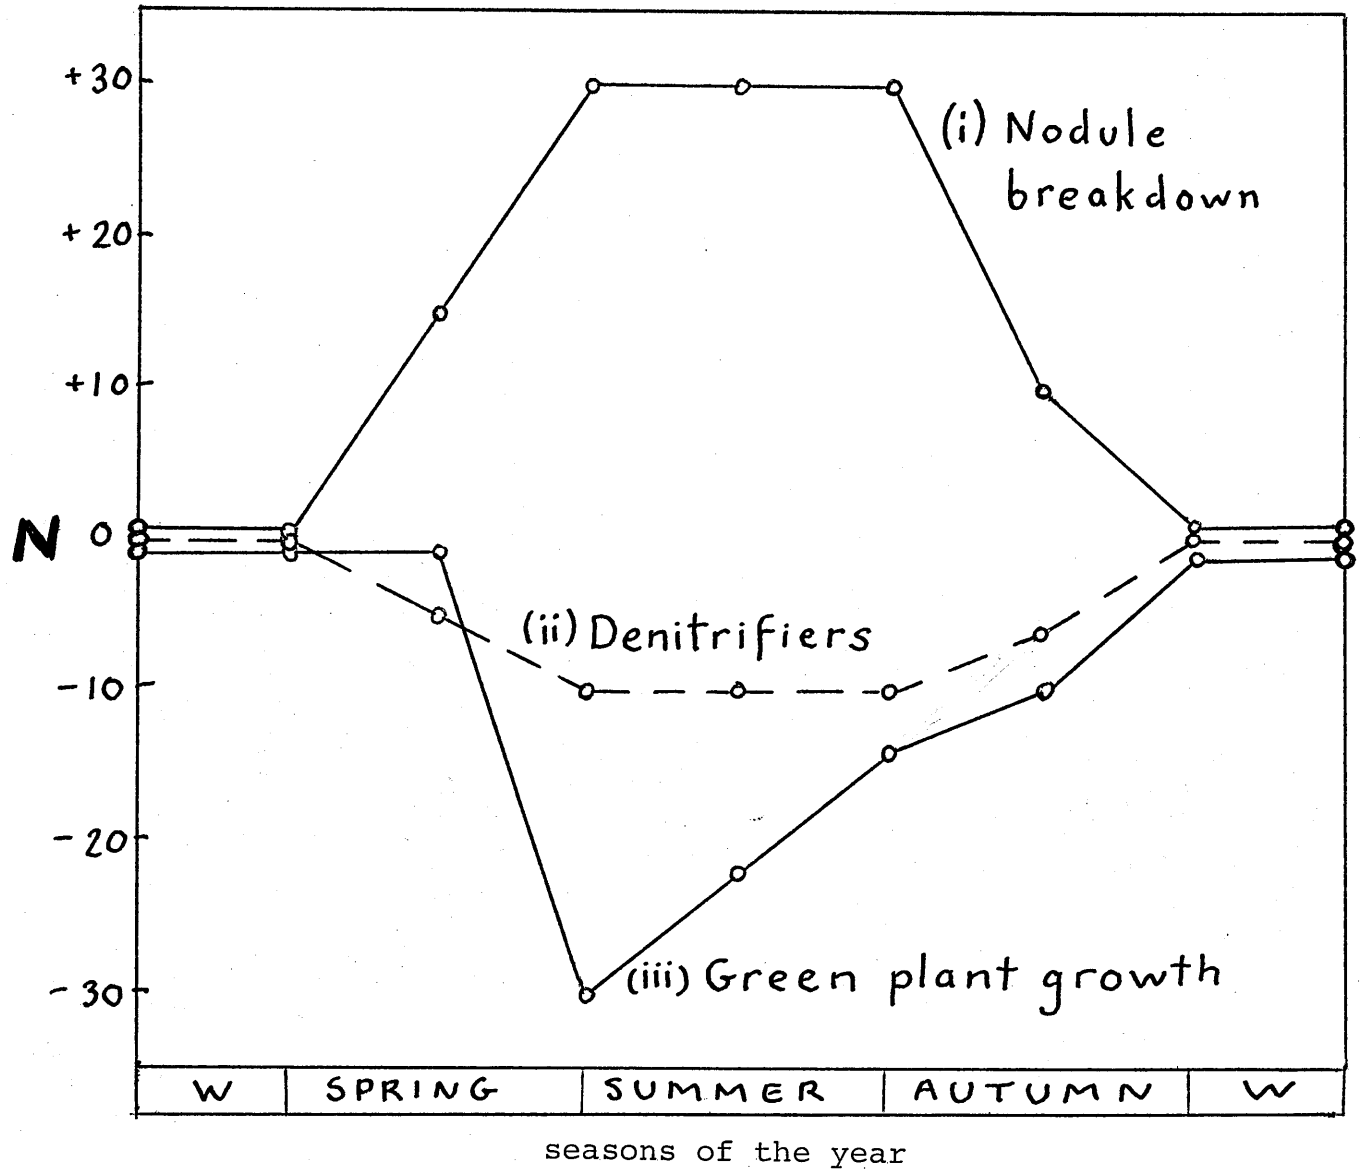 +30
(i) Nodule
breakdown
+20
+10
N 0
(ii) Denitrifiers
-10
-20
(iii) Green plant growth
-30
W SPRING SUMMER AUTUMN W
seasons of the year